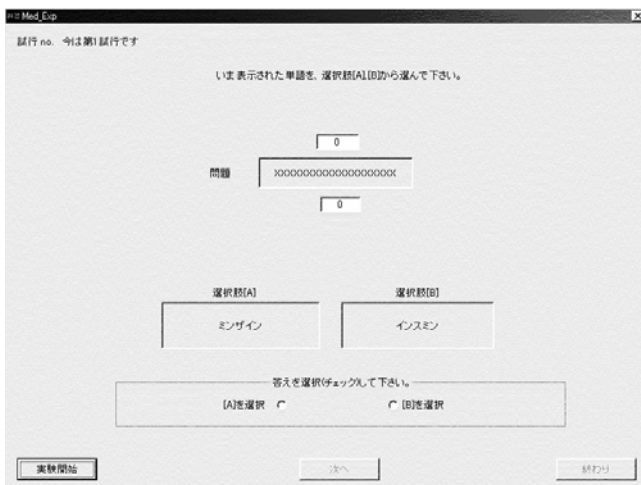 Med_Exp
試行 no. 今は第1試行です
いま表示された単語を、選択肢[A],[B]から選んで下さい。
0
問題 XXXXXXXXXXXXXXXXXXX
0
選択肢[A] 選択肢[B]
ミンザイン インスミン
答えを選択(チェック)して下さい。
[A]を選択 [B]を選択
実験開始 次へ 終わり